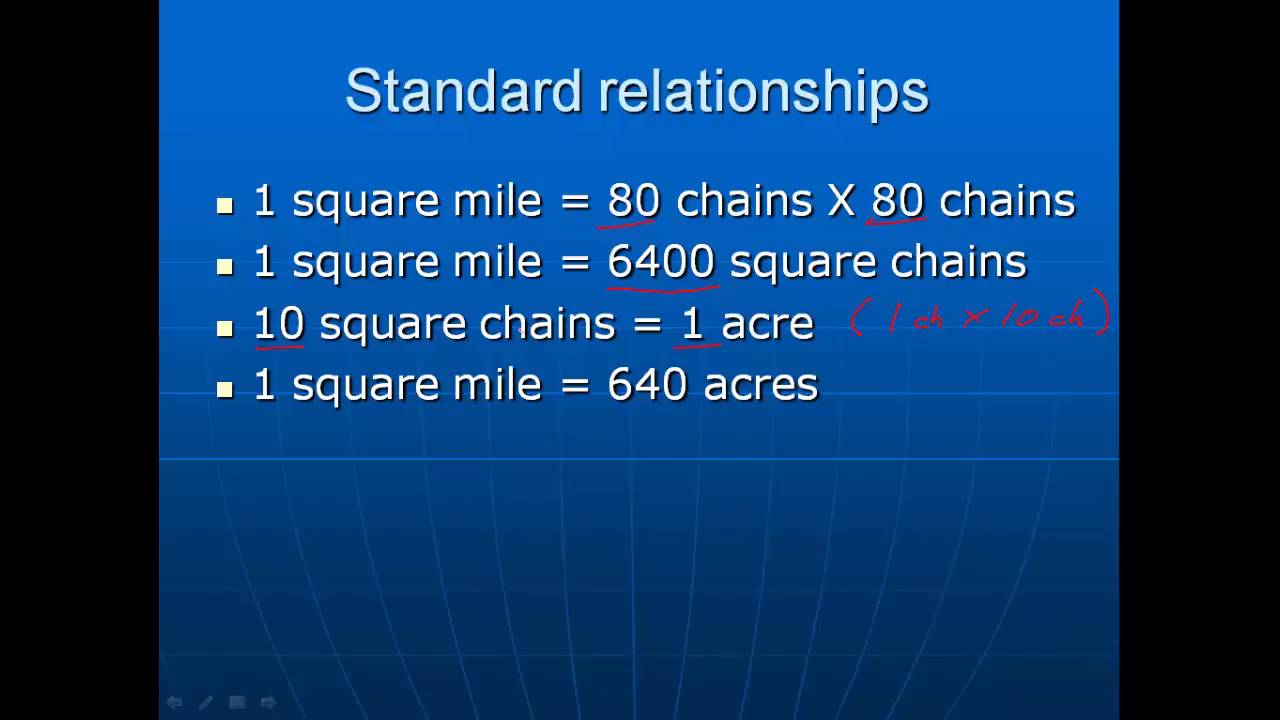 Standard relationships
1 square mile = 80 chains X 80 chains
1 square mile = 6400 square chains
10 square chains = 1 acre (1 ch × 10 ch)
1 square mile = 640 acres